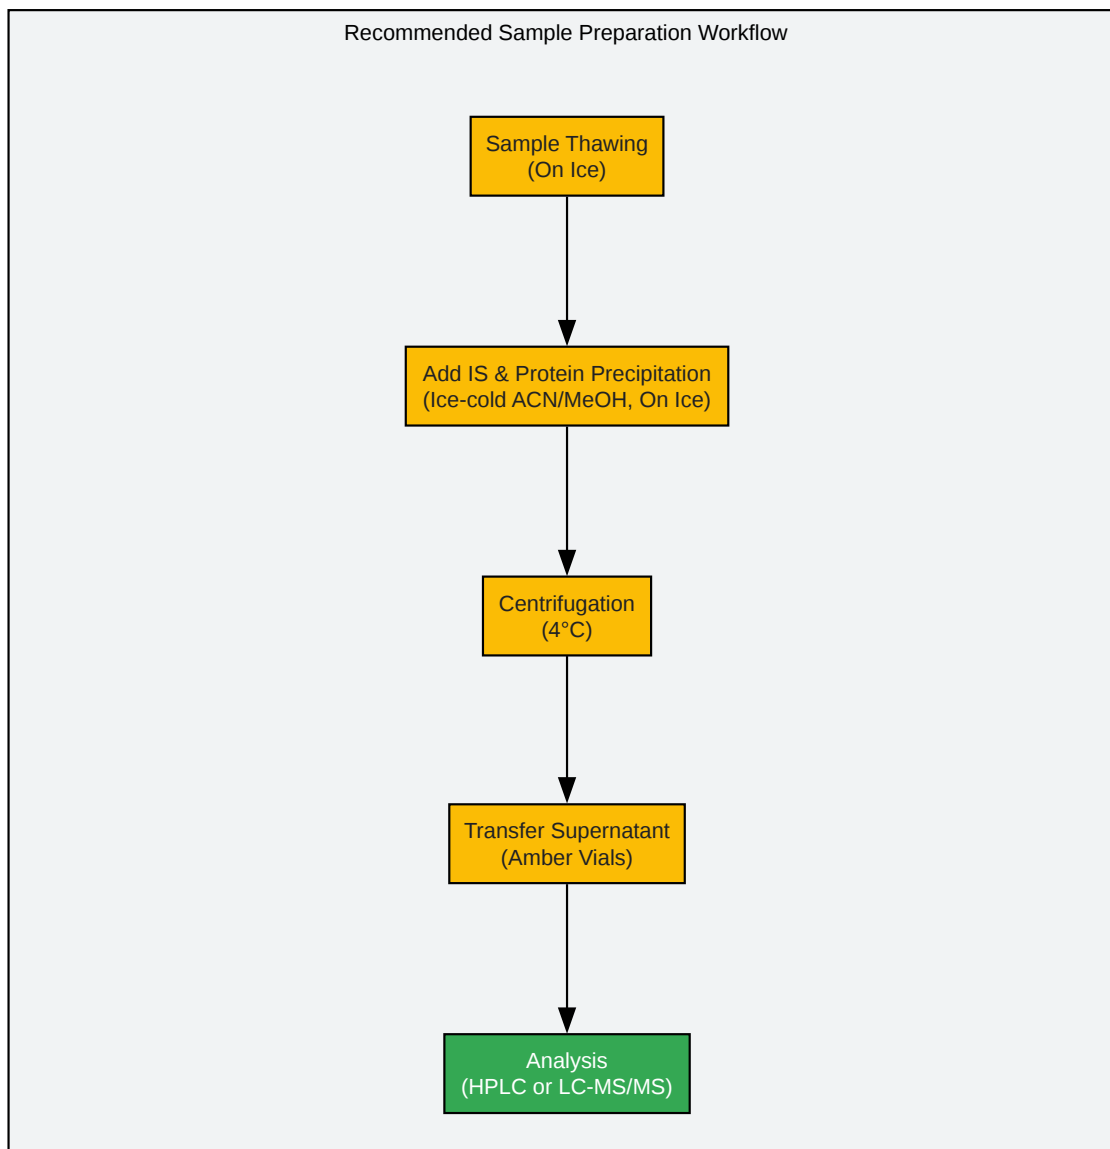 Recommended Sample Preparation Workflow
Sample Thawing
(On Ice)
Add IS & Protein Precipitation
(Ice-cold ACN/MeOH, On Ice)
Centrifugation
(4°C)
Transfer Supernatant
(Amber Vials)
Analysis
(HPLC or LC-MS/MS)